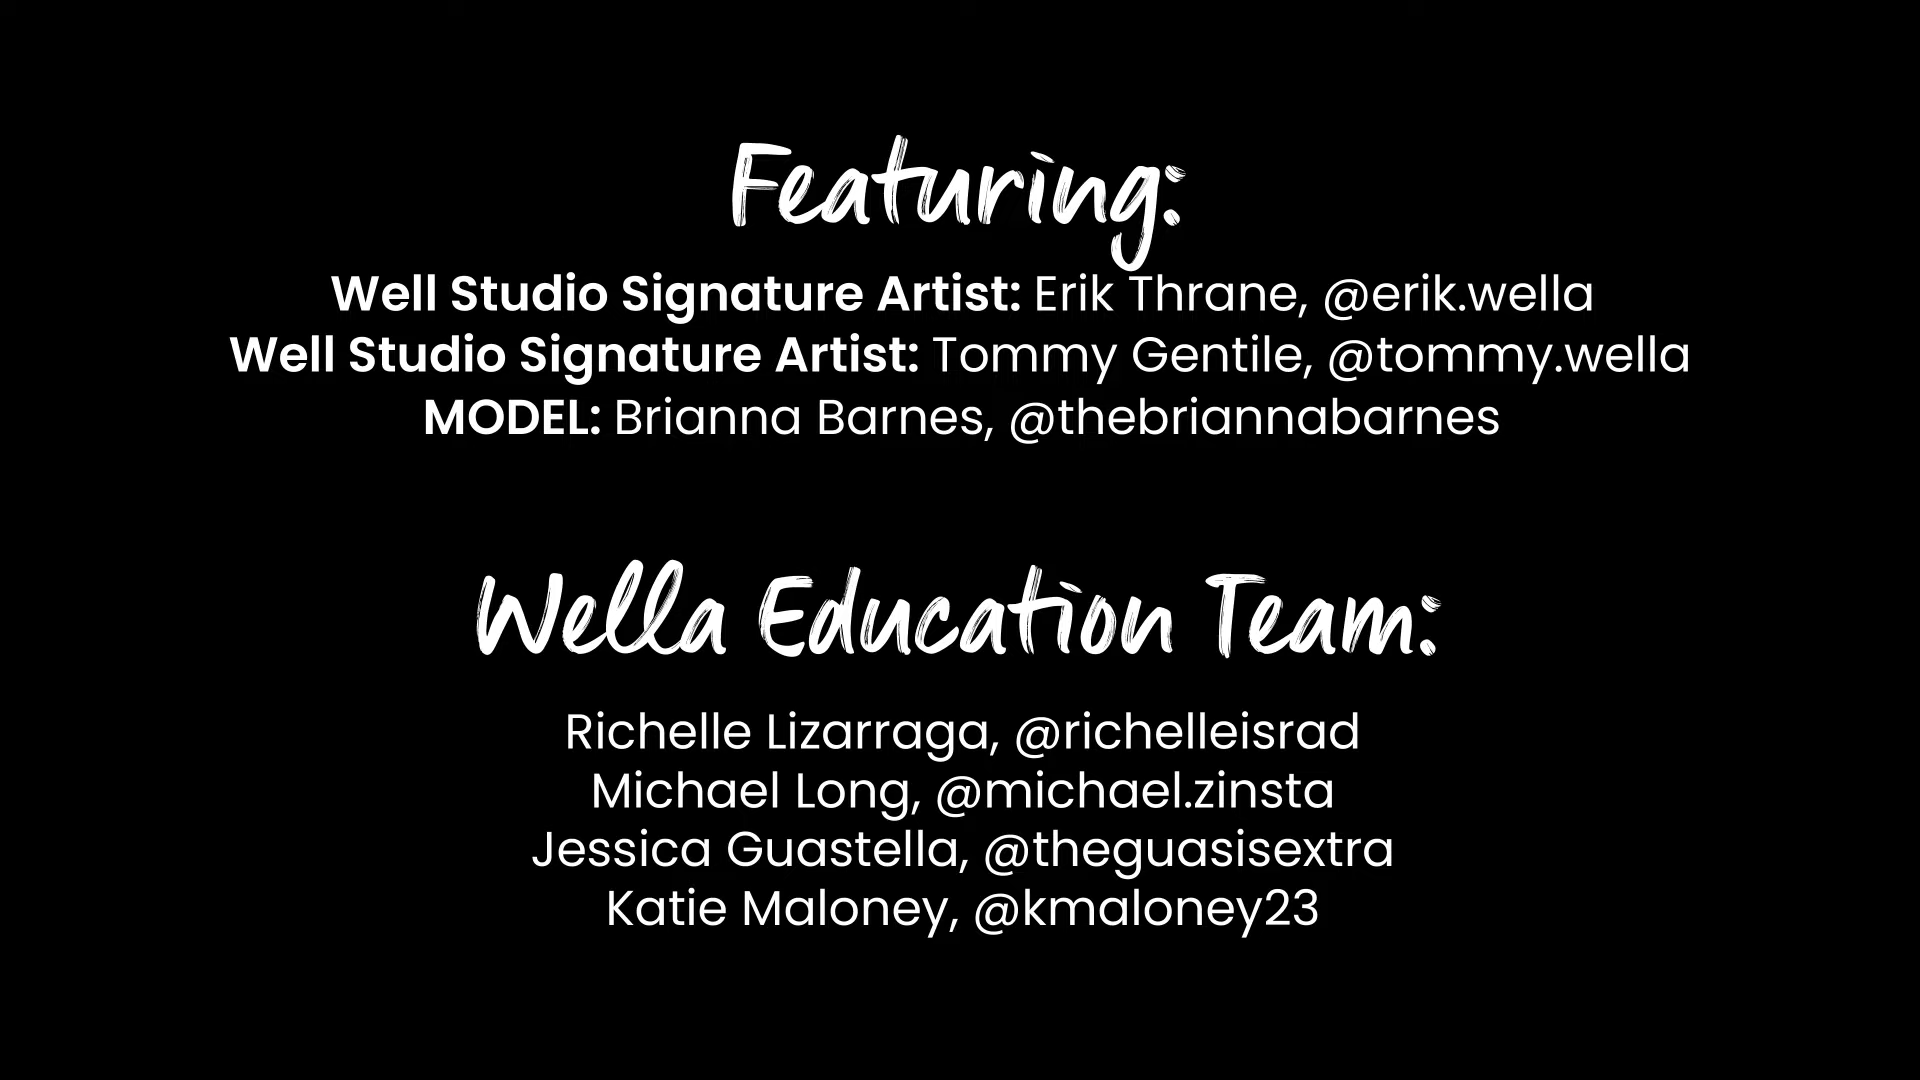 Featuring:
Well Studio Signature Artist: Erik Thrane, @erik.wella
Well Studio Signature Artist: Tommy Gentile, @tommy.wella
MODEL: Brianna Barnes, @thebriannabarnes
Wella Education Team:
Richelle Lizarraga, @richelleisrad
Michael Long, @michael.zinsta
Jessica Guastella, @theguasisextra
Katie Maloney, @kmaloney23